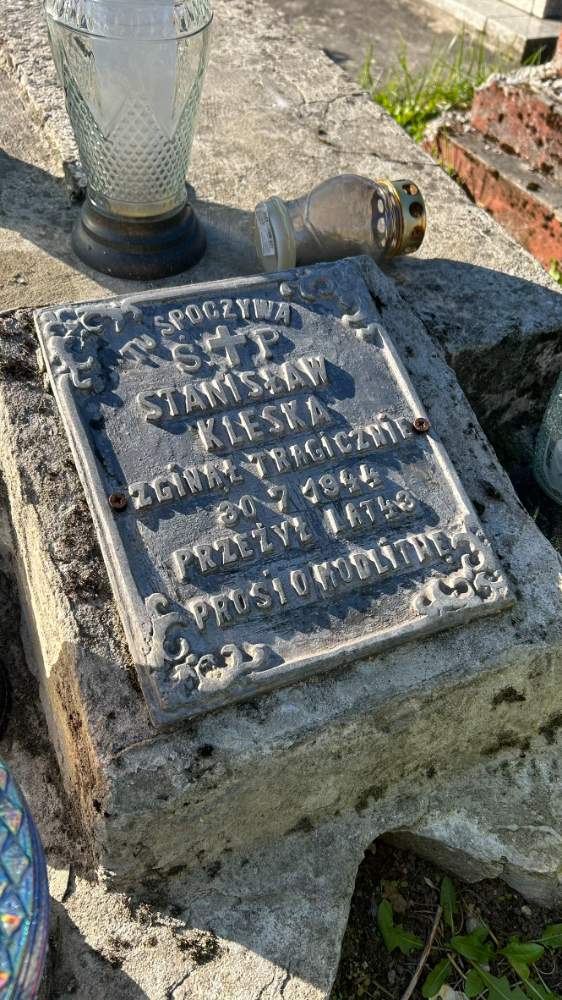 TU SPOCZYWA
Ś † P
STANISŁAW
KLESKA
ZGINĄŁ TRAGICZNIE
30 7 1944
PRZEŻYŁ LAT 43
PROSI O MODLITWĘ